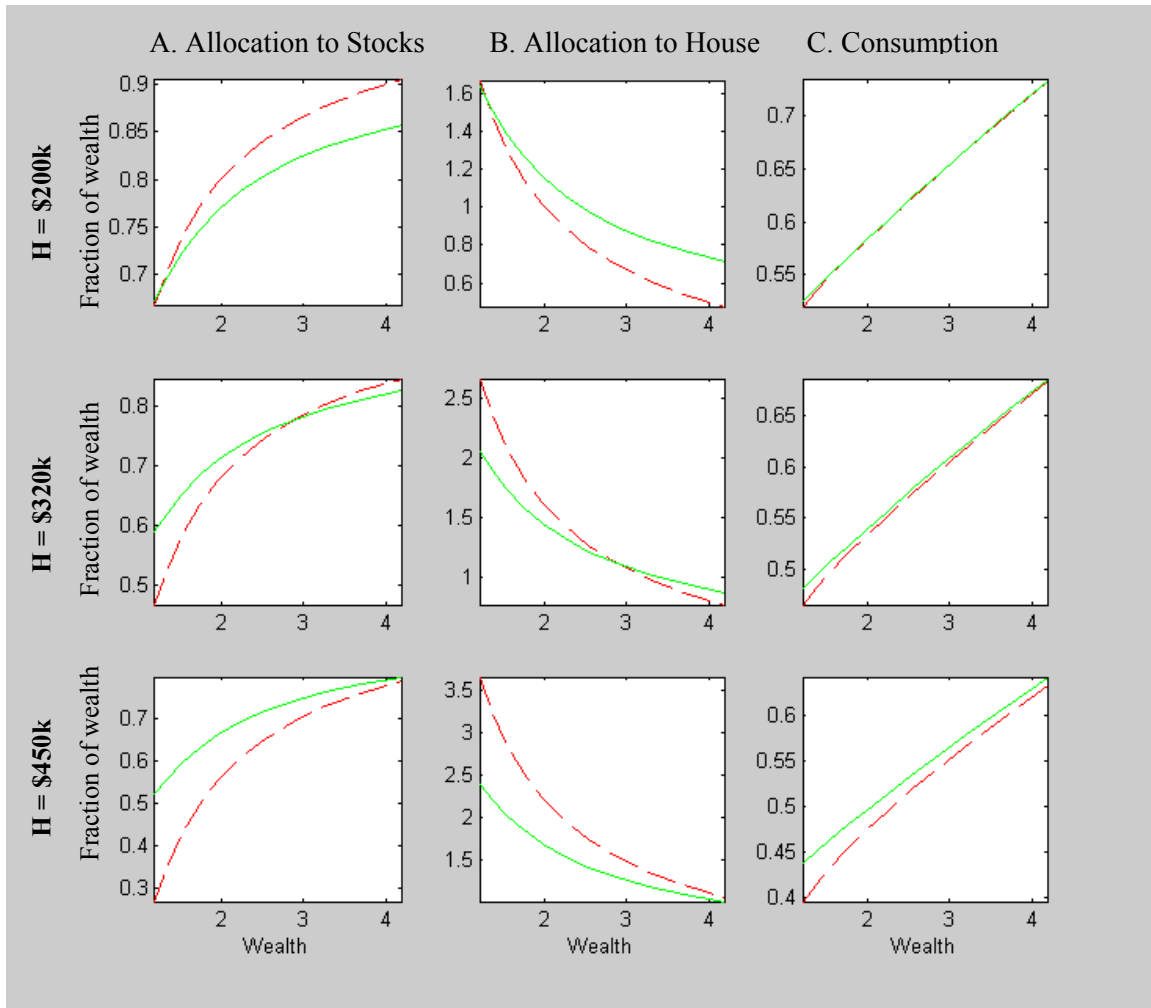 A. Allocation to Stocks
B. Allocation to House
C. Consumption
H = $200k
Fraction of wealth
0.9
0.85
0.8
0.75
0.7
2 3 4
1.6
1.4
1.2
1
0.8
0.6
2 3 4
0.7
0.65
0.6
0.55
2 3 4
H = $320k
Fraction of wealth
0.8
0.7
0.6
0.5
2 3 4
2.5
2
1.5
1
2 3 4
0.65
0.6
0.55
0.5
2 3 4
H = $450k
Fraction of wealth
0.7
0.6
0.5
0.4
0.3
2 3 4
Wealth
3.5
3
2.5
2
1.5
2 3 4
Wealth
0.6
0.55
0.5
0.45
0.4
2 3 4
Wealth